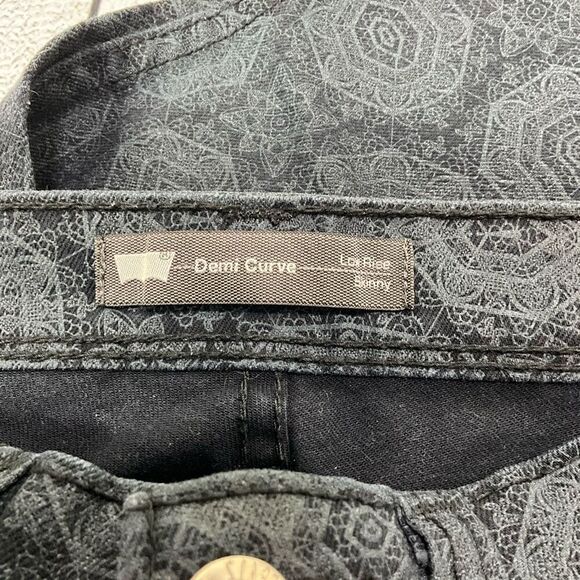 Demi Curve
Low Rise
Skinny